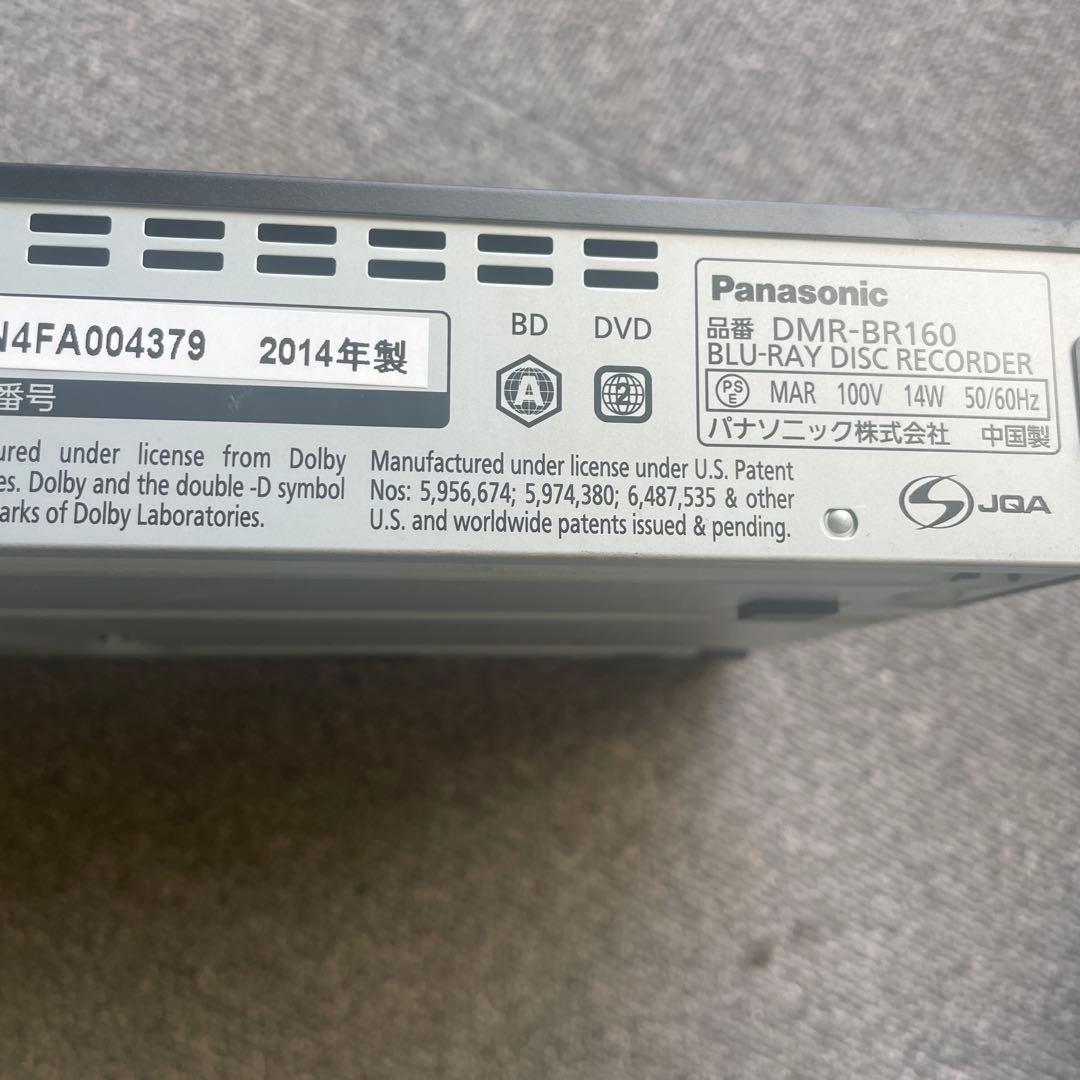 N4FA004379 2014年製
番号
ured under license from Dolby
es. Dolby and the double -D symbol
arks of Dolby Laboratories.
BD DVD
A 2
Manufactured under license under U.S. Patent
Nos: 5,956,674; 5,974,380; 6,487,535 & other
U.S. and worldwide patents issued & pending.
Panasonic
品番 DMR-BR160
BLU-RAY DISC RECORDER
PS E MAR 100V 14W 50/60Hz
パナソニック株式会社 中国製
JQA